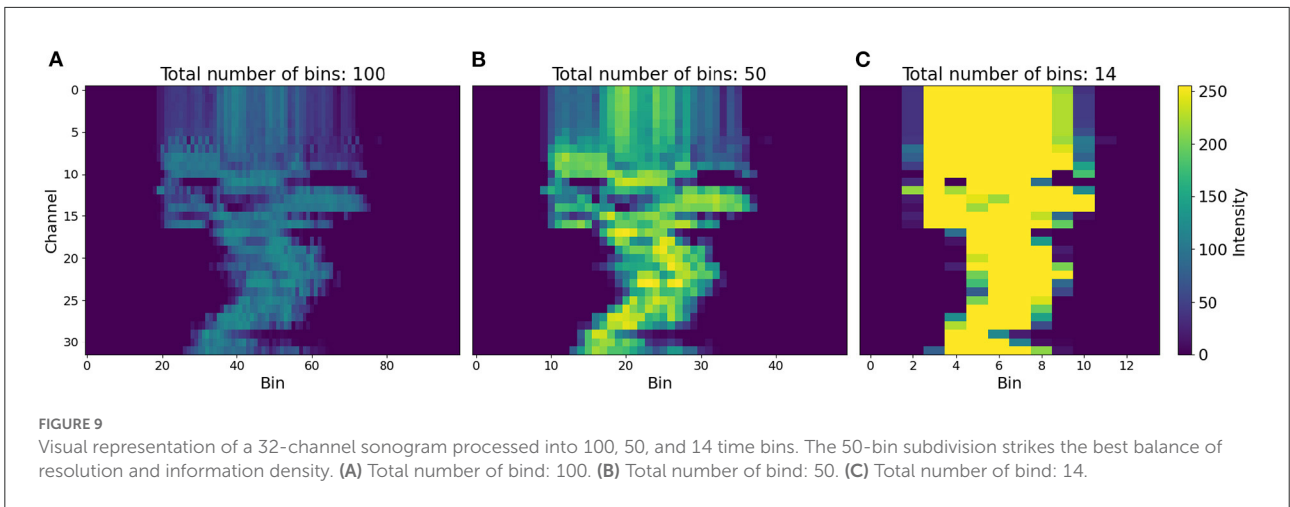 A
B
C
Total number of bins: 100
Total number of bins: 50
Total number of bins: 14
0
5
10
15
20
25
30
Channel
0
20
40
60
80
Bin
10
20
30
40
0
Bin
0
2
4
6
8
10
12
Bin
250
200
150
100
50
0
Intensity
FIGURE 9
Visual representation of a 32-channel sonogram processed into 100, 50, and 14 time bins. The 50-bin subdivision strikes the best balance of
resolution and information density. (A) Total number of bind: 100. (B) Total number of bind: 50. (C) Total number of bind: 14.